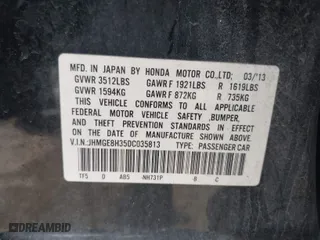 MFD. IN JAPAN BY HONDA MOTOR CO.,LTD. 03/13
GVWR 3512LBS GAWR F 1921LBS R 1619LBS
GVWR 1594KG GAWR F 872KG R 735KG
THIS VEHICLE CONFORMS TO ALL APPLICABLE
FEDERAL MOTOR VEHICLE SAFETY ,BUMPER,
AND THEFT PREVENTION STANDARDS IN EFFECT ON
THE DATE OF MANUFACTURE SHOWN ABOVE.
V.I.N.:JHMGE8H35DC035813 TYPE: PASSENGER CAR
NH731P
C
DREAMBID.COM